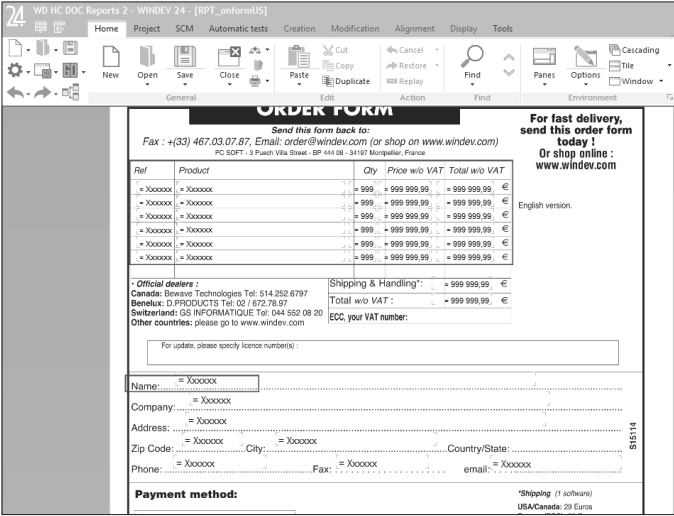 24 WD HC DOC Reports 2 - WINDEV 24 - [RPT_onformUS]
Home Project SCM Automatic tests Creation Modification Alignment Display Tools
New Open Save Close Paste Cut Copy Duplicate Cancel Restore Replay Find Panes Options Cascading Tile Window
General Edit Action Find Environment
ORDER FORM
Send this form back to:
Fax : +(33) 467.03.07.87, Email: order@windev.com (or shop on www.windev.com)
PC SOFT - 3 Puech Villa Street - BP 444 08 - 34197 Montpellier, France
For fast delivery,
send this order form
today !
Or shop online :
www.windev.com
English version.
Ref Product Qty Price w/o VAT Total w/o VAT
= Xxxxxx = Xxxxxx = 999 = 999 999,99 = 999 999,99 €
= Xxxxxx = Xxxxxx = 999 = 999 999,99 = 999 999,99 €
= Xxxxxx = Xxxxxx = 999 = 999 999,99 = 999 999,99 €
= Xxxxxx = Xxxxxx = 999 = 999 999,99 = 999 999,99 €
= Xxxxxx = Xxxxxx = 999 = 999 999,99 = 999 999,99 €
= Xxxxxx = Xxxxxx = 999 = 999 999,99 = 999 999,99 €
• Official dealers :
Canada: Bewave Technologies Tel: 514.252.6797
Benelux: D.PRODUCTS Tel: 02 / 672.78.97
Switzerland: GS INFORMATIQUE Tel: 044 552 08 20
Other countries: please go to www.windev.com
Shipping & Handling*: = 999 999,99 €
Total w/o VAT : = 999 999,99 €
ECC, your VAT number:
For update, please specify licence number(s) :
Name: = Xxxxxx
Company: = Xxxxxx
Address: = Xxxxxx
Zip Code: = Xxxxxx City: = Xxxxxx Country/State:
Phone: = Xxxxxx Fax: = Xxxxxx email: = Xxxxxx
S15114
Payment method:
*Shipping (1 software)
USA/Canada: 29 Euros